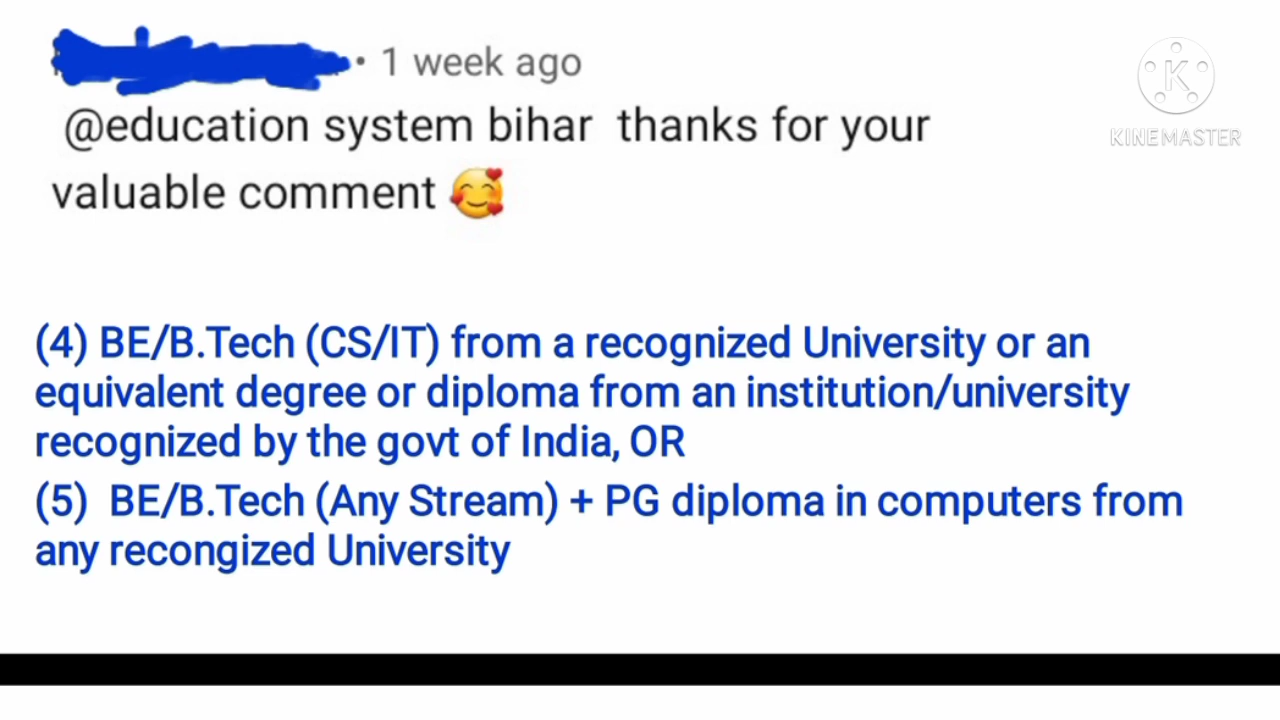 • 1 week ago
KINEMASTER
@education system bihar thanks for your
valuable comment 🥰
(4) BE/B.Tech (CS/IT) from a recognized University or an
equivalent degree or diploma from an institution/university
recognized by the govt of India, OR
(5) BE/B.Tech (Any Stream) + PG diploma in computers from
any recongized University